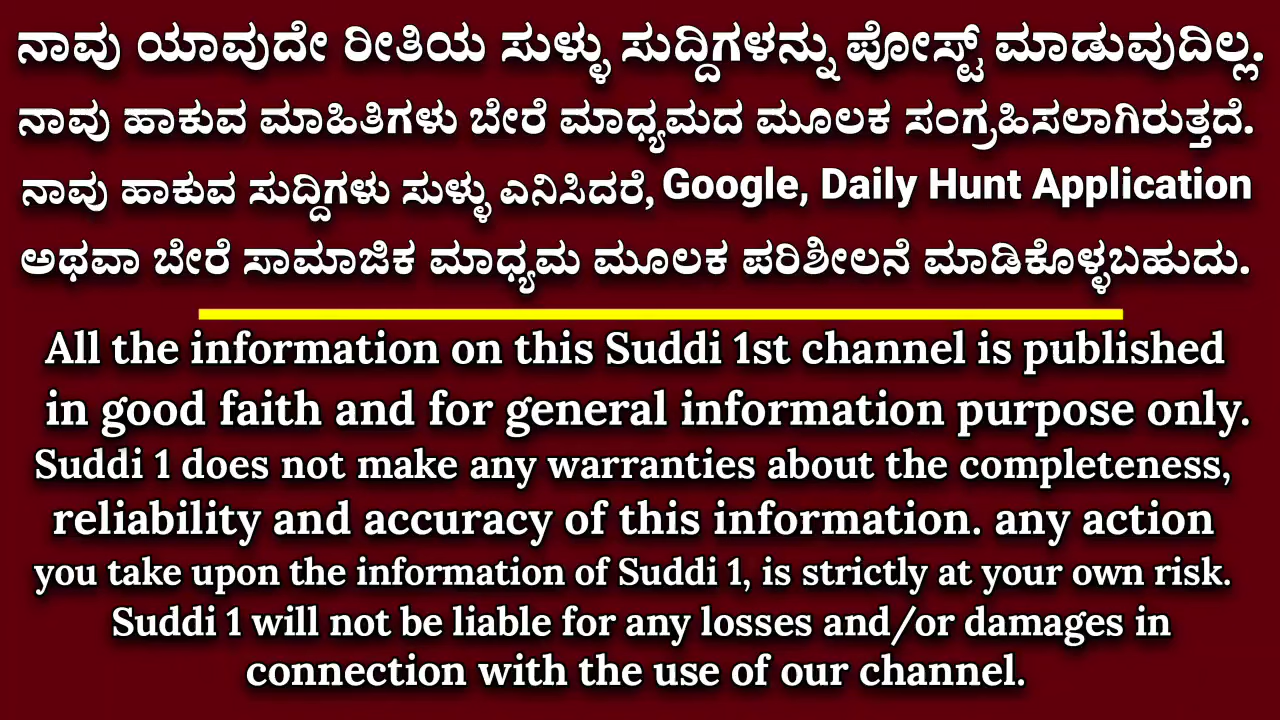 ನಾವು ಯಾವುದೇ ರೀತಿಯ ಸುಳ್ಳು ಸುದ್ದಿಗಳನ್ನು ಪೋಸ್ಟ್ ಮಾಡುವುದಿಲ್ಲ.
ನಾವು ಹಾಕುವ ಮಾಹಿತಿಗಳು ಬೇರೆ ಮಾಧ್ಯಮದ ಮೂಲಕ ಸಂಗ್ರಹಿಸಲಾಗಿರುತ್ತದೆ.
ನಾವು ಹಾಕುವ ಸುದ್ದಿಗಳು ಸುಳ್ಳು ಎನಿಸಿದರೆ, Google, Daily Hunt Application
ಅಥವಾ ಬೇರೆ ಸಾಮಾಜಿಕ ಮಾಧ್ಯಮ ಮೂಲಕ ಪರಿಶೀಲನೆ ಮಾಡಿಕೊಳ್ಳಬಹುದು.
All the information on this Suddi 1st channel is published
in good faith and for general information purpose only.
Suddi 1 does not make any warranties about the completeness,
reliability and accuracy of this information. any action
you take upon the information of Suddi 1, is strictly at your own risk.
Suddi 1 will not be liable for any losses and/or damages in
connection with the use of our channel.